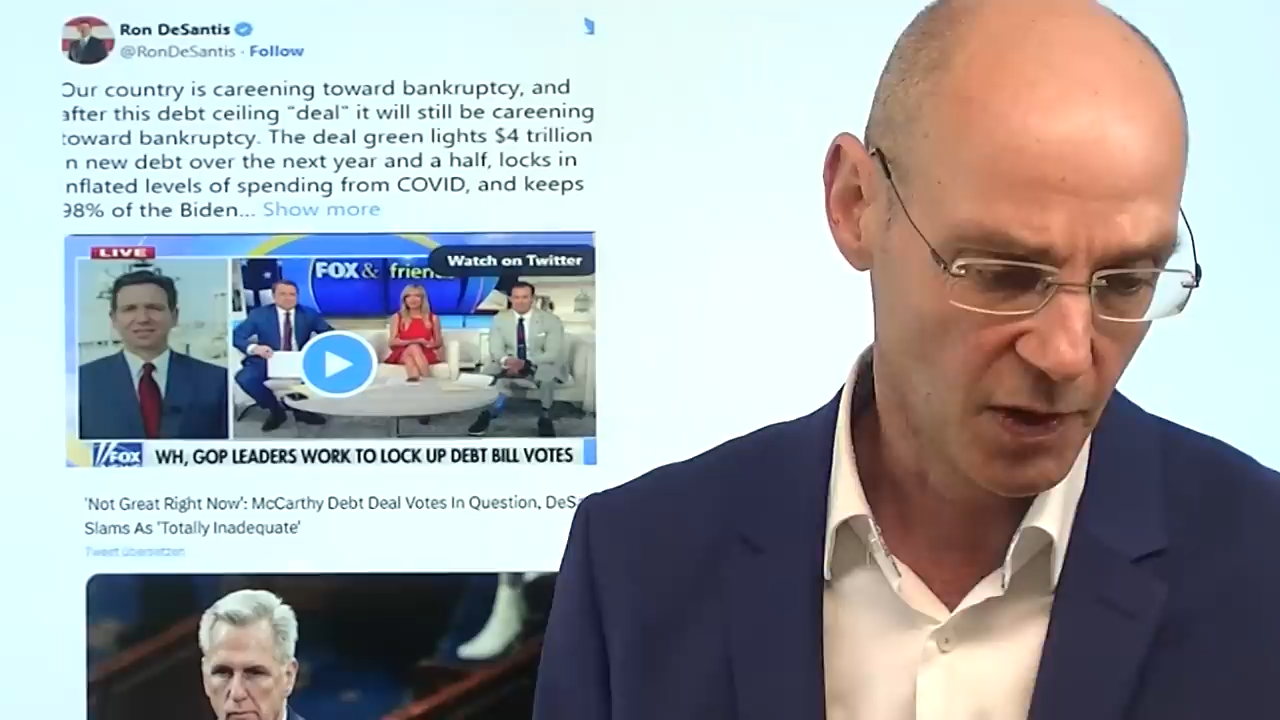 Ron DeSantis
@RonDeSantis · Follow
Our country is careening toward bankruptcy, and
after this debt ceiling "deal" it will still be careening
toward bankruptcy. The deal green lights $4 trillion
n new debt over the next year and a half, locks in
nflated levels of spending from COVID, and keeps
98% of the Biden... Show more
LIVE
Watch on Twitter
FOX & frien
FOX
WH, GOP LEADERS WORK TO LOCK UP DEBT BILL VOTES
'Not Great Right Now': McCarthy Debt Deal Votes In Question, DeSa
Slams As 'Totally Inadequate'
Tweet übersetzen